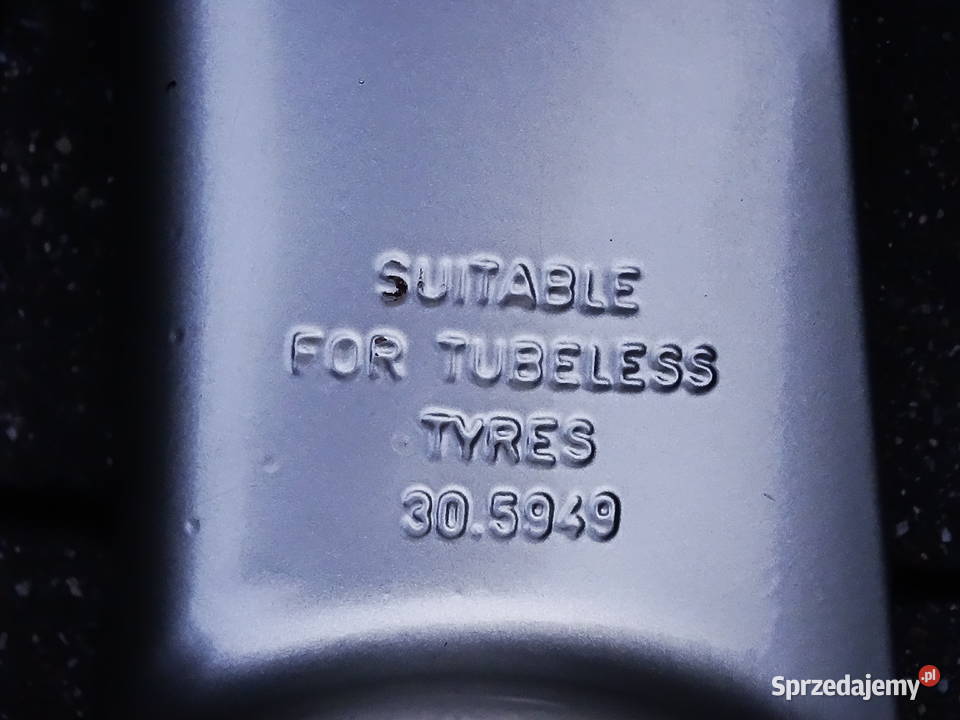 SUITABLE
FOR TUBELESS
TYRES
30.5949
Sprzedajemy.pl